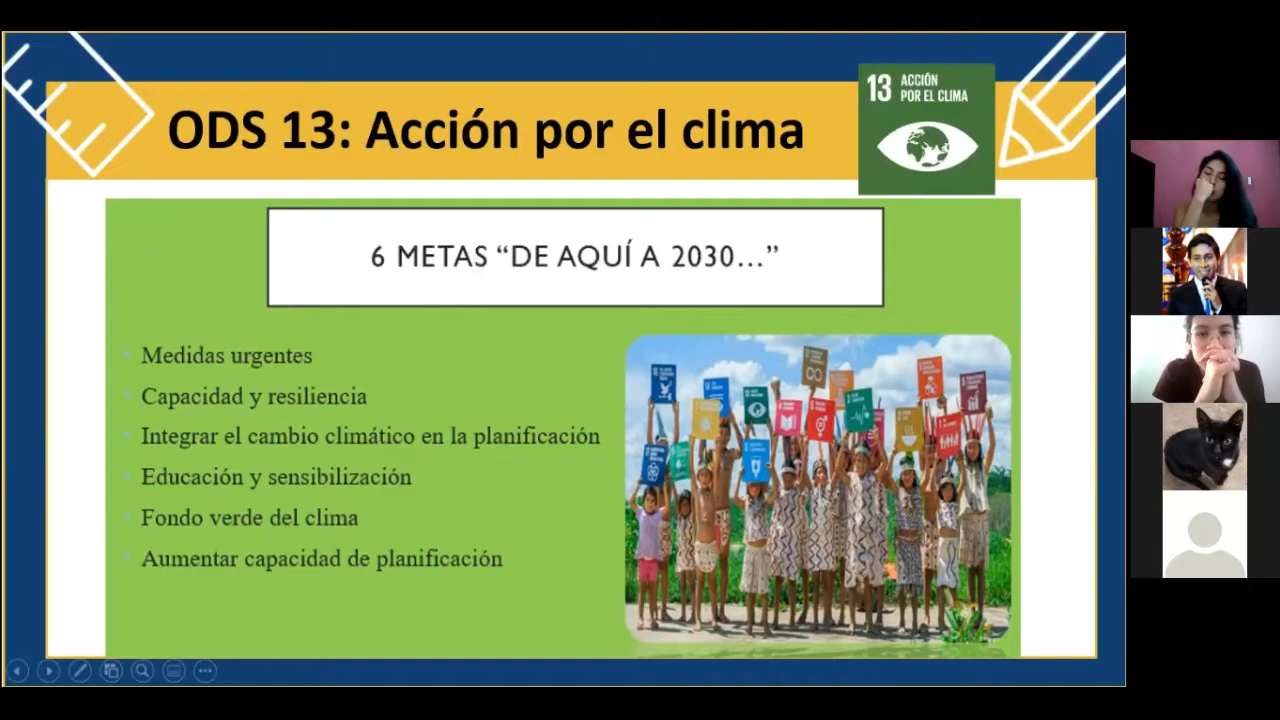 ODS 13: Acción por el clima
13 ACCIÓN
POR EL CLIMA
6 METAS “DE AQUÍ A 2030...”
Medidas urgentes
Capacidad y resiliencia
Integrar el cambio climático en la planificación
Educación y sensibilización
Fondo verde del clima
Aumentar capacidad de planificación